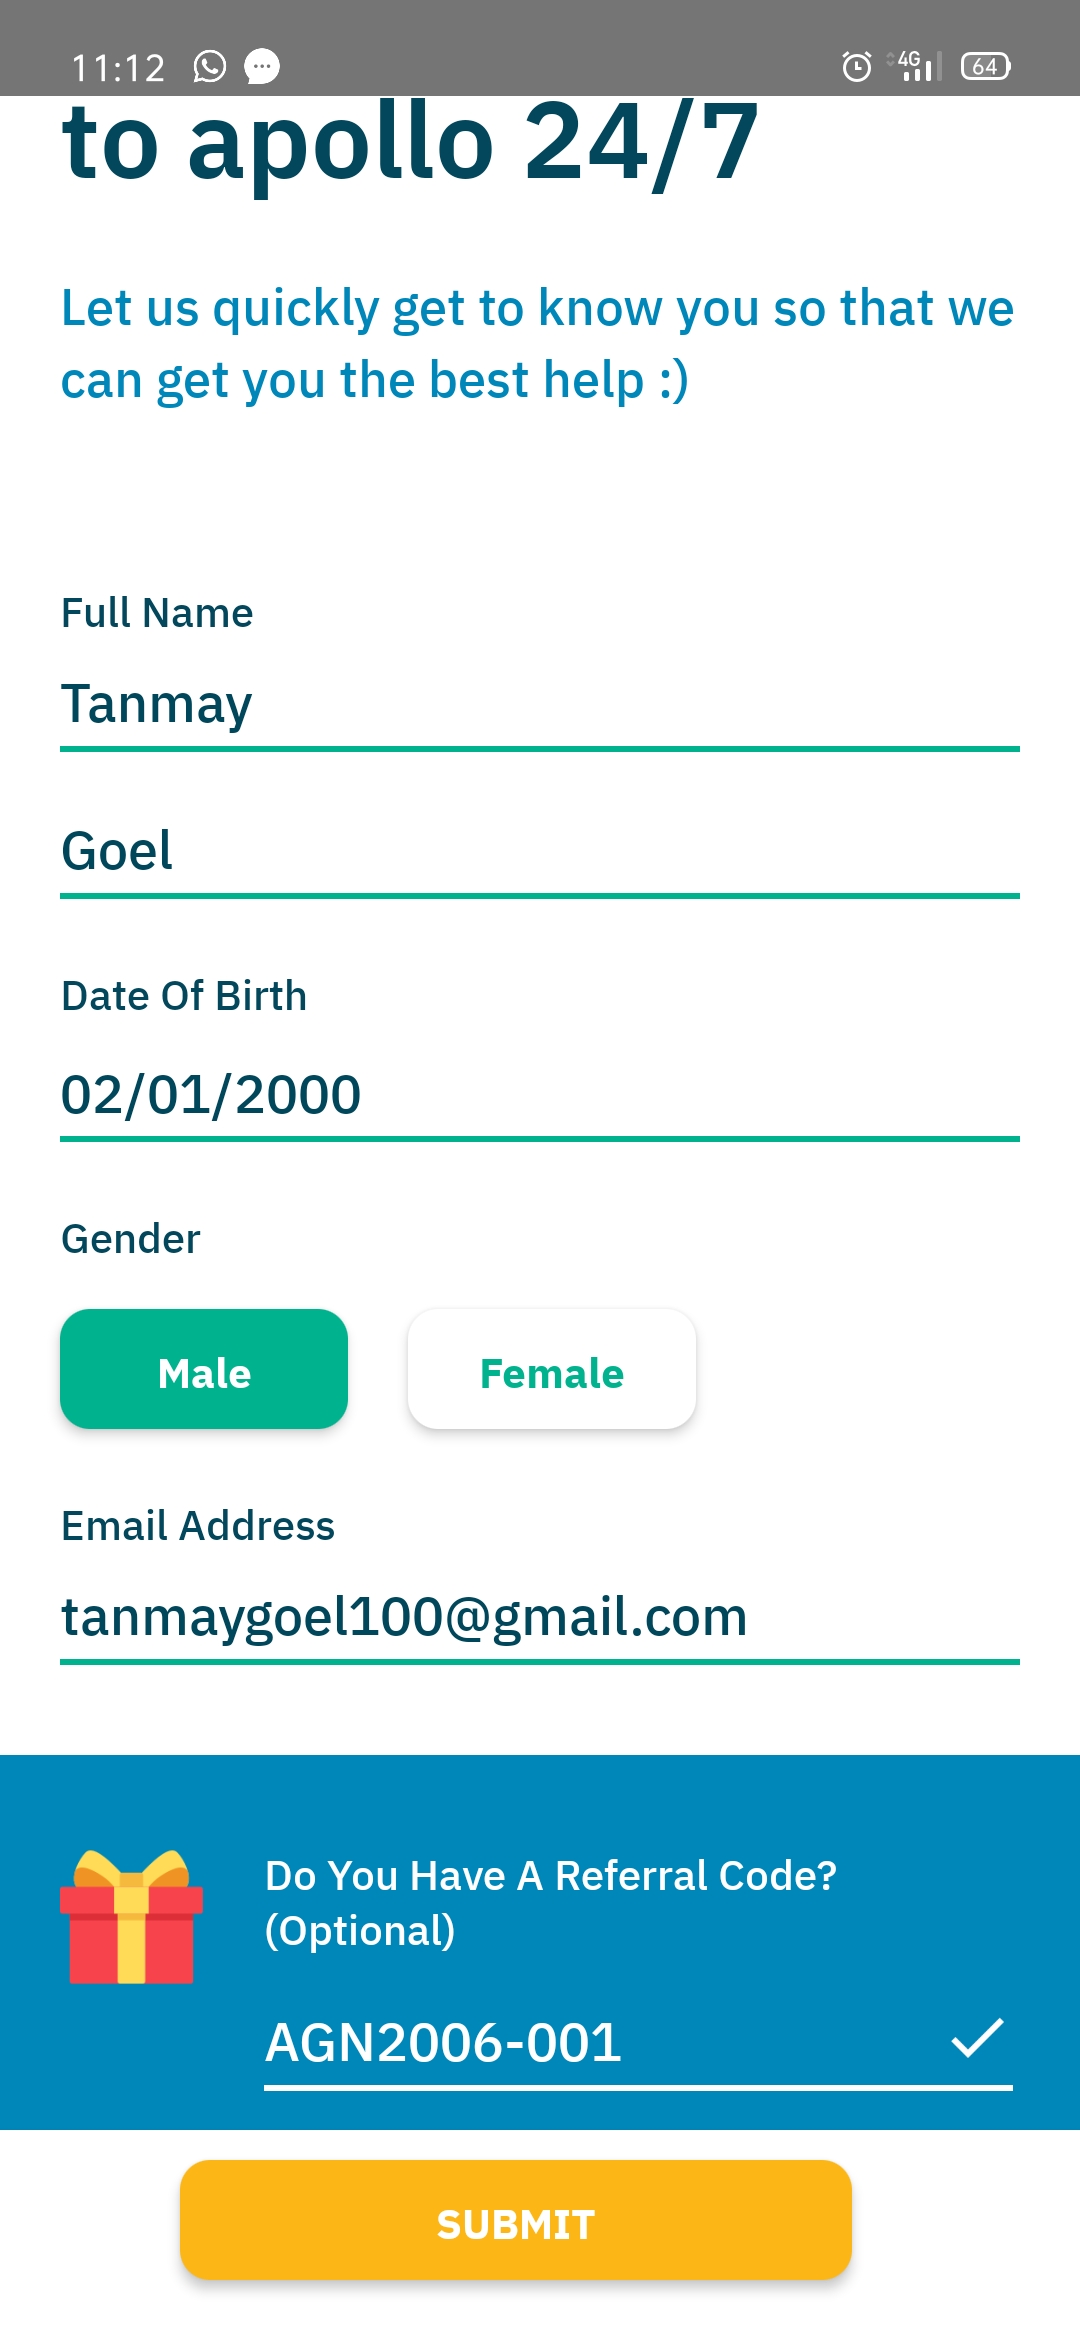 11:12
4G
64
to apollo 24/7
Let us quickly get to know you so that we
can get you the best help :)
Full Name
Tanmay
Goel
Date Of Birth
02/01/2000
Gender
Male
Female
Email Address
tanmaygoel100@gmail.com
Do You Have A Referral Code?
(Optional)
AGN2006-001
SUBMIT